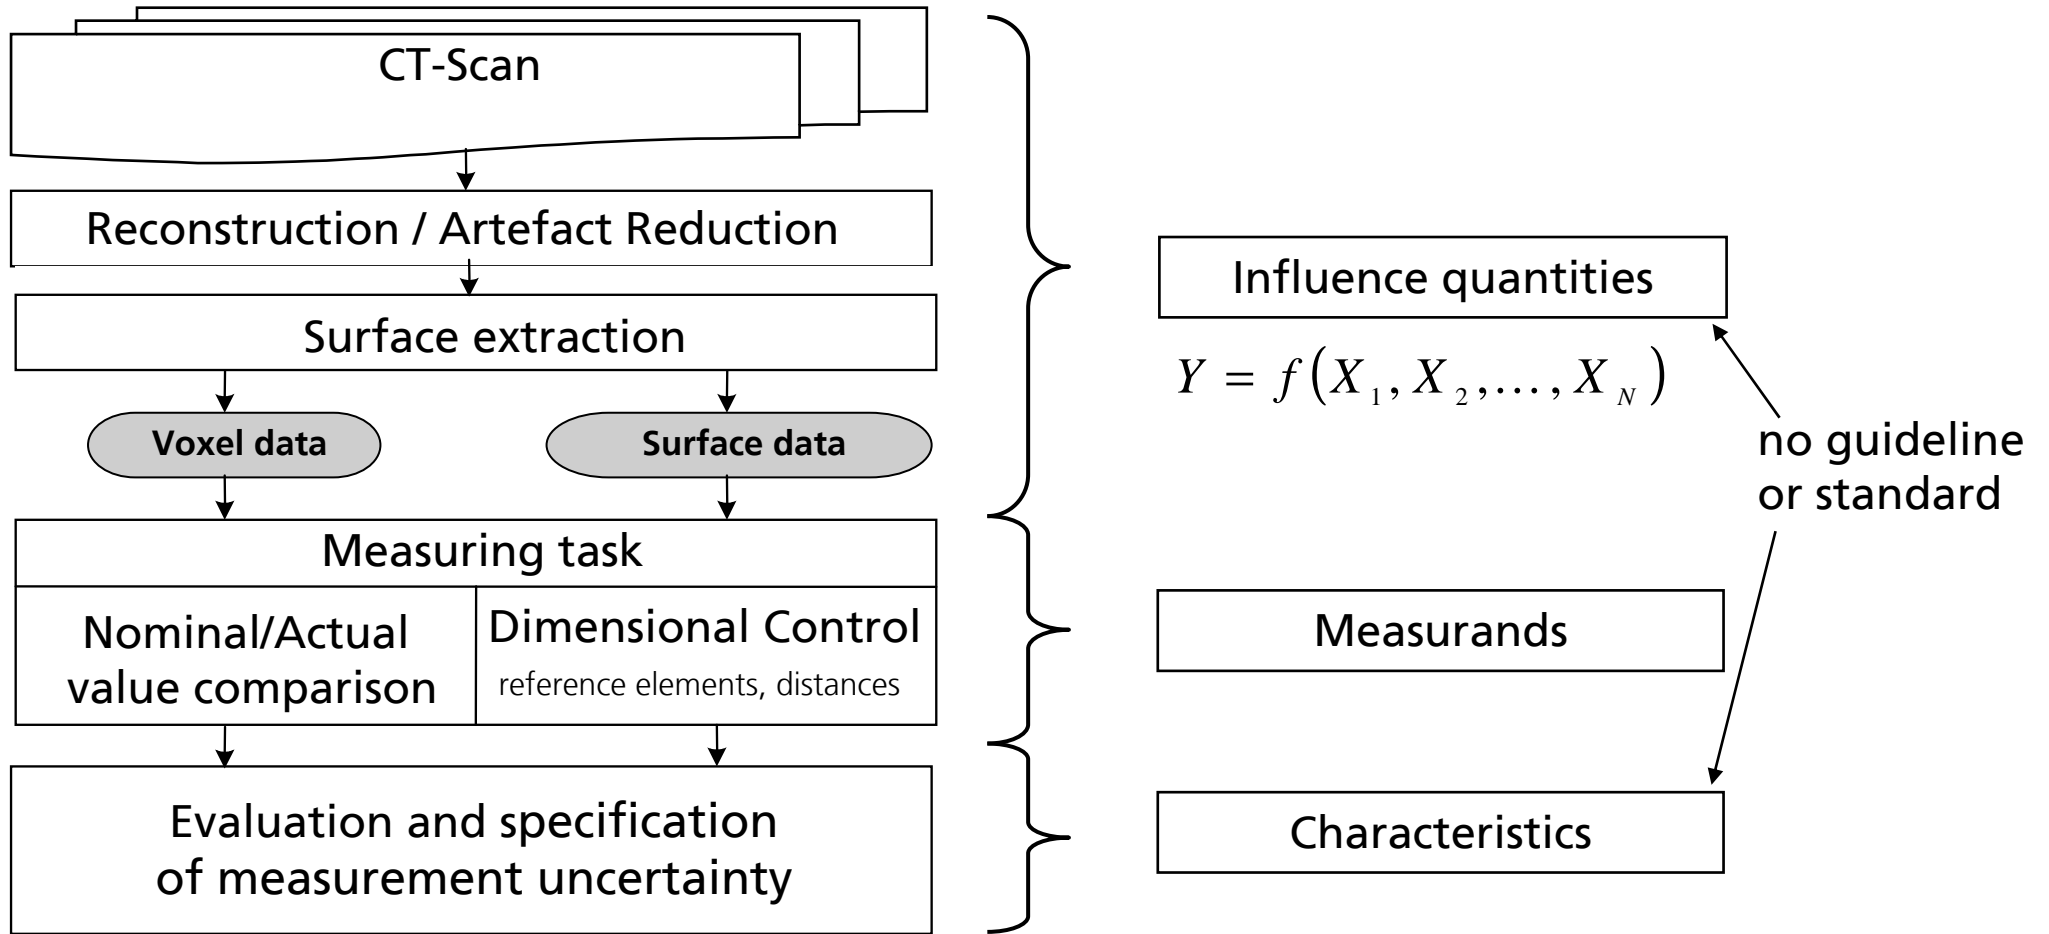 CT-Scan
Reconstruction / Artefact Reduction
Surface extraction
Voxel data
Surface data
Measuring task
Nominal/Actual
value comparison
Dimensional Control
reference elements, distances
Evaluation and specification
of measurement uncertainty
Influence quantities
Y = f(X₁, X₂,..., X_N)
no guideline
or standard
Measurands
Characteristics